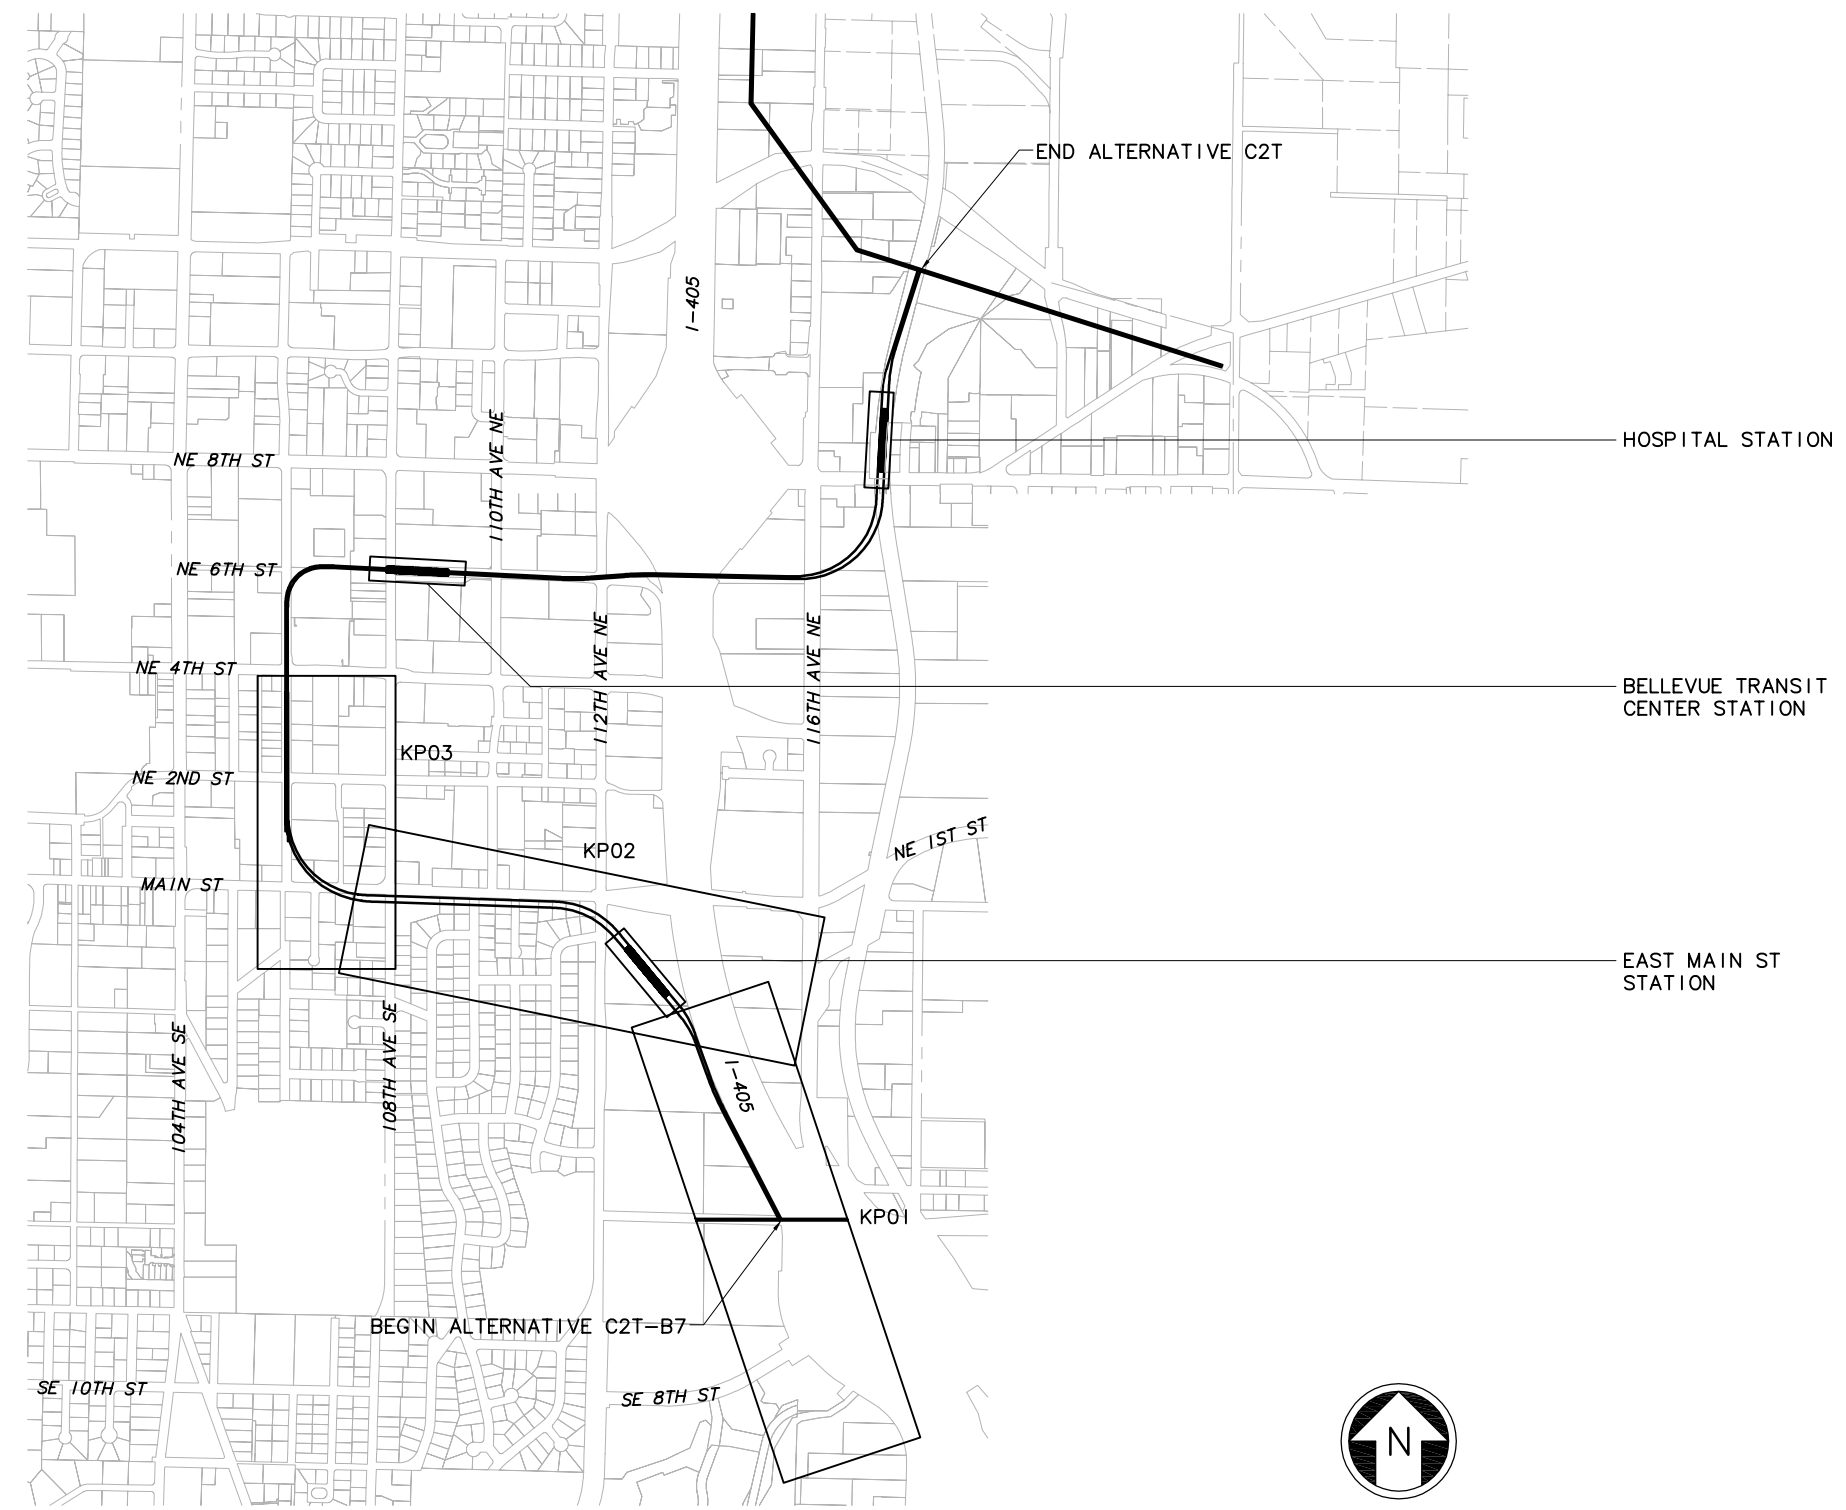 END ALTERNATIVE C2T
I-405
HOSPITAL STATION
110TH AVE NE
NE 8TH ST
NE 6TH ST
112TH AVE NE
116TH AVE NE
NE 4TH ST
BELLEVUE TRANSIT
CENTER STATION
KP03
NE 2ND ST
NE 1ST ST
KP02
MAIN ST
EAST MAIN ST
STATION
104TH AVE SE
108TH AVE SE
I-405
KP01
BEGIN ALTERNATIVE C2T-B7
SE 10TH ST
SE 8TH ST
N